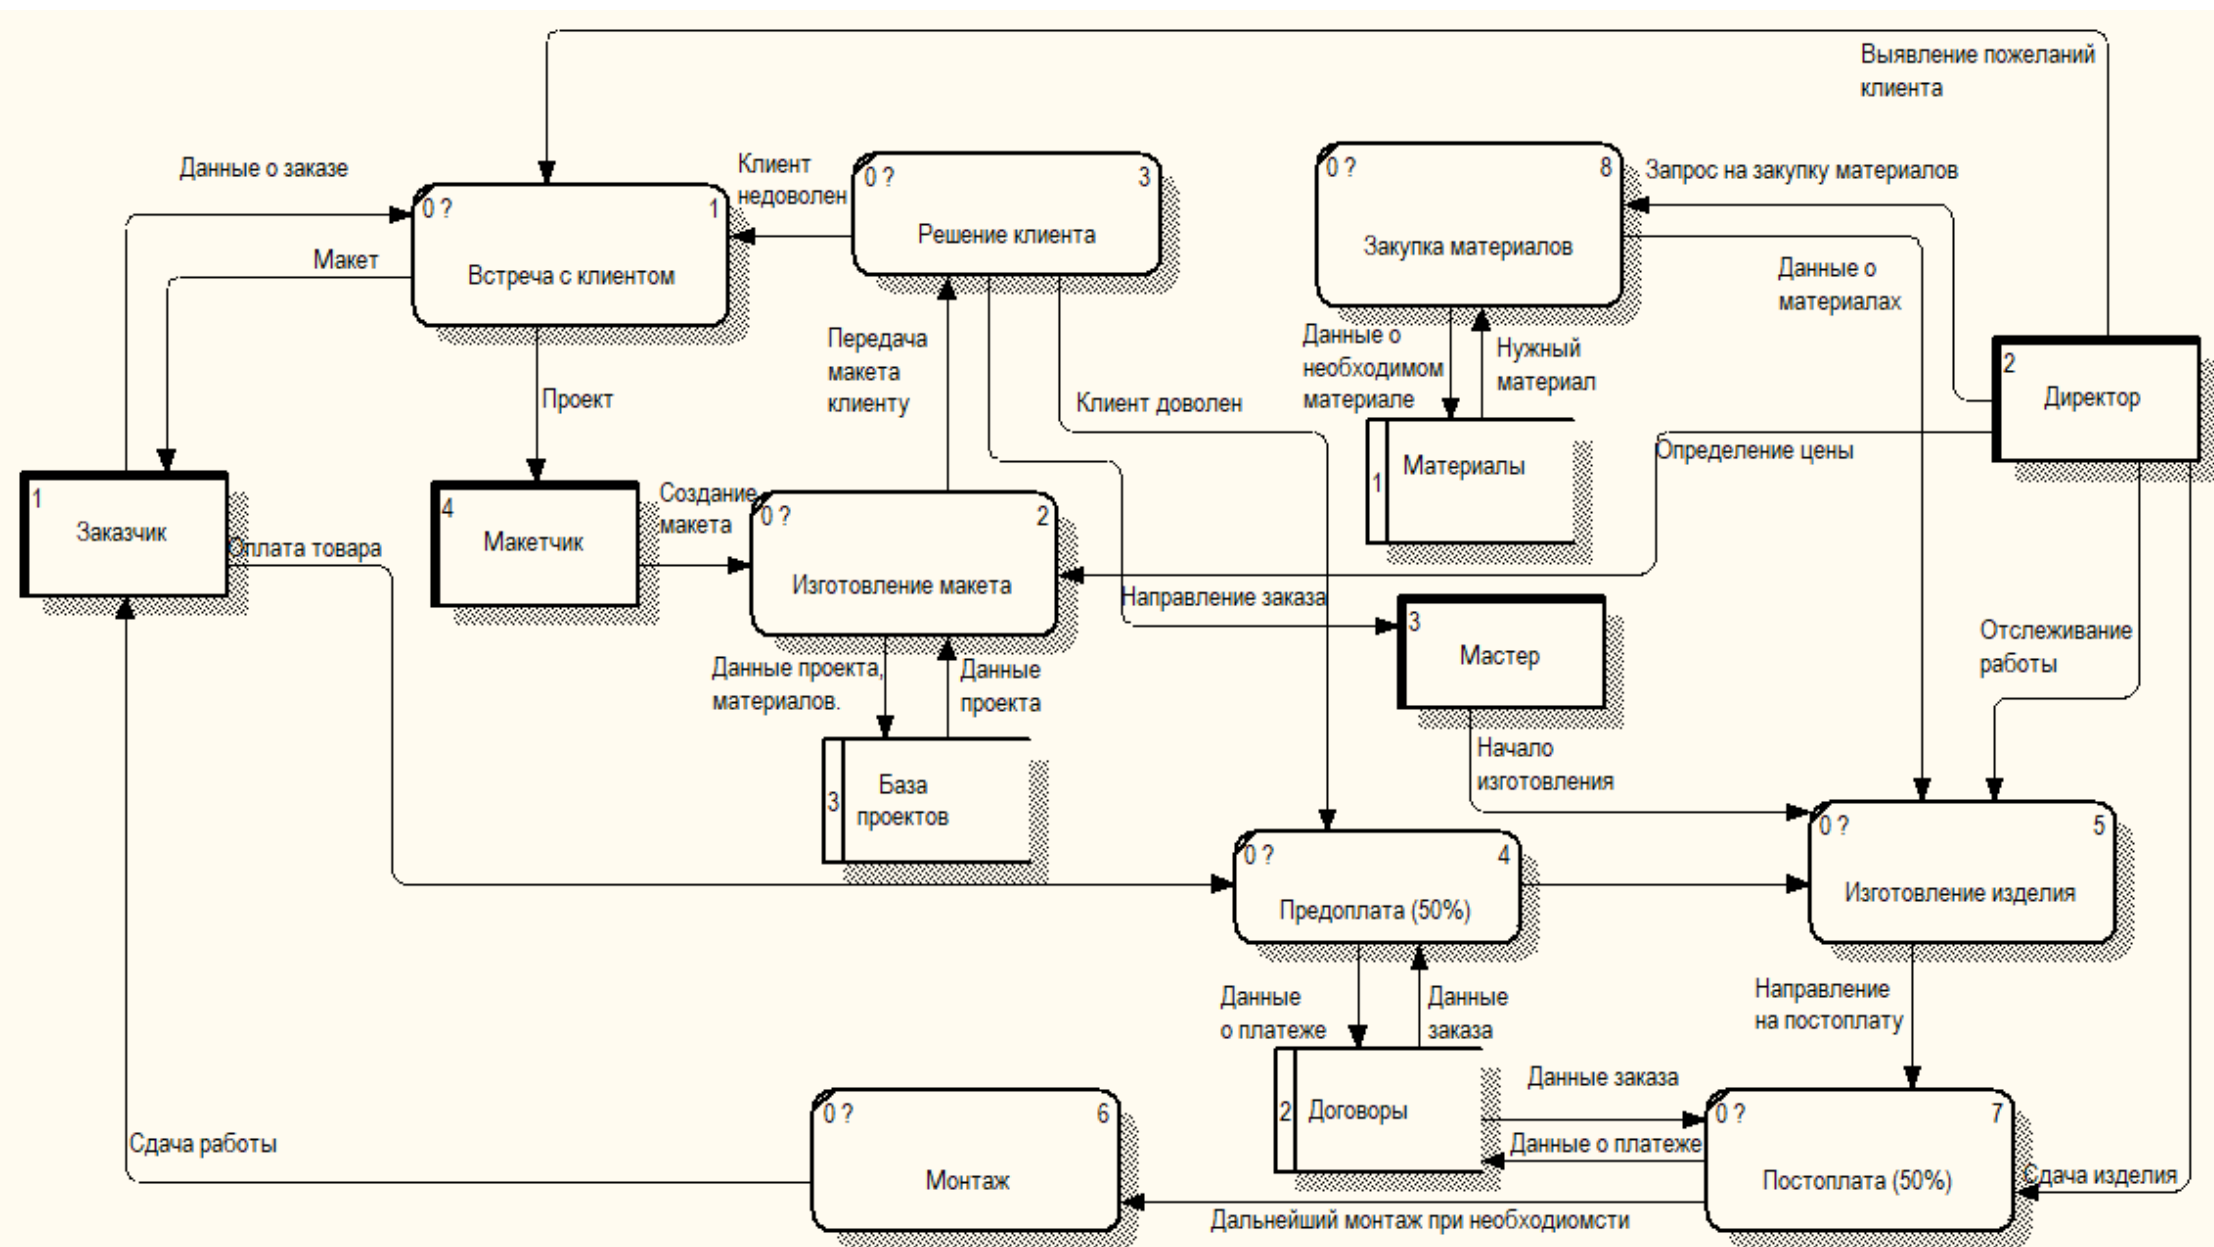 Выявление пожеланий
клиента
Данные о заказе
0 ?
1
Встреча с клиентом
Макет
Клиент
недоволен
0 ?
3
Решение клиента
0 ?
8
Закупка материалов
Запрос на закупку материалов
Данные о
материалах
2
Директор
Передача
макета
клиенту
Клиент доволен
Данные о
необходимом
материале
Нужный
материал
Проект
1
Материалы
Определение цены
1
Заказчик
Оплата товара
4
Макетчик
Создание
макета
0 ?
2
Изготовление макета
Направление заказа
3
Мастер
Отслеживание
работы
Данные проекта,
материалов.
Данные
проекта
Начало
изготовления
3
База
проектов
0 ?
4
Предоплата (50%)
0 ?
5
Изготовление изделия
Данные
о платеже
Данные
заказа
Направление
на постоплату
2
Договоры
Данные заказа
Данные о платеже
0 ?
6
Монтаж
0 ?
7
Постоплата (50%)
Сдача работы
Сдача изделия
Дальнейший монтаж при необходиомсти